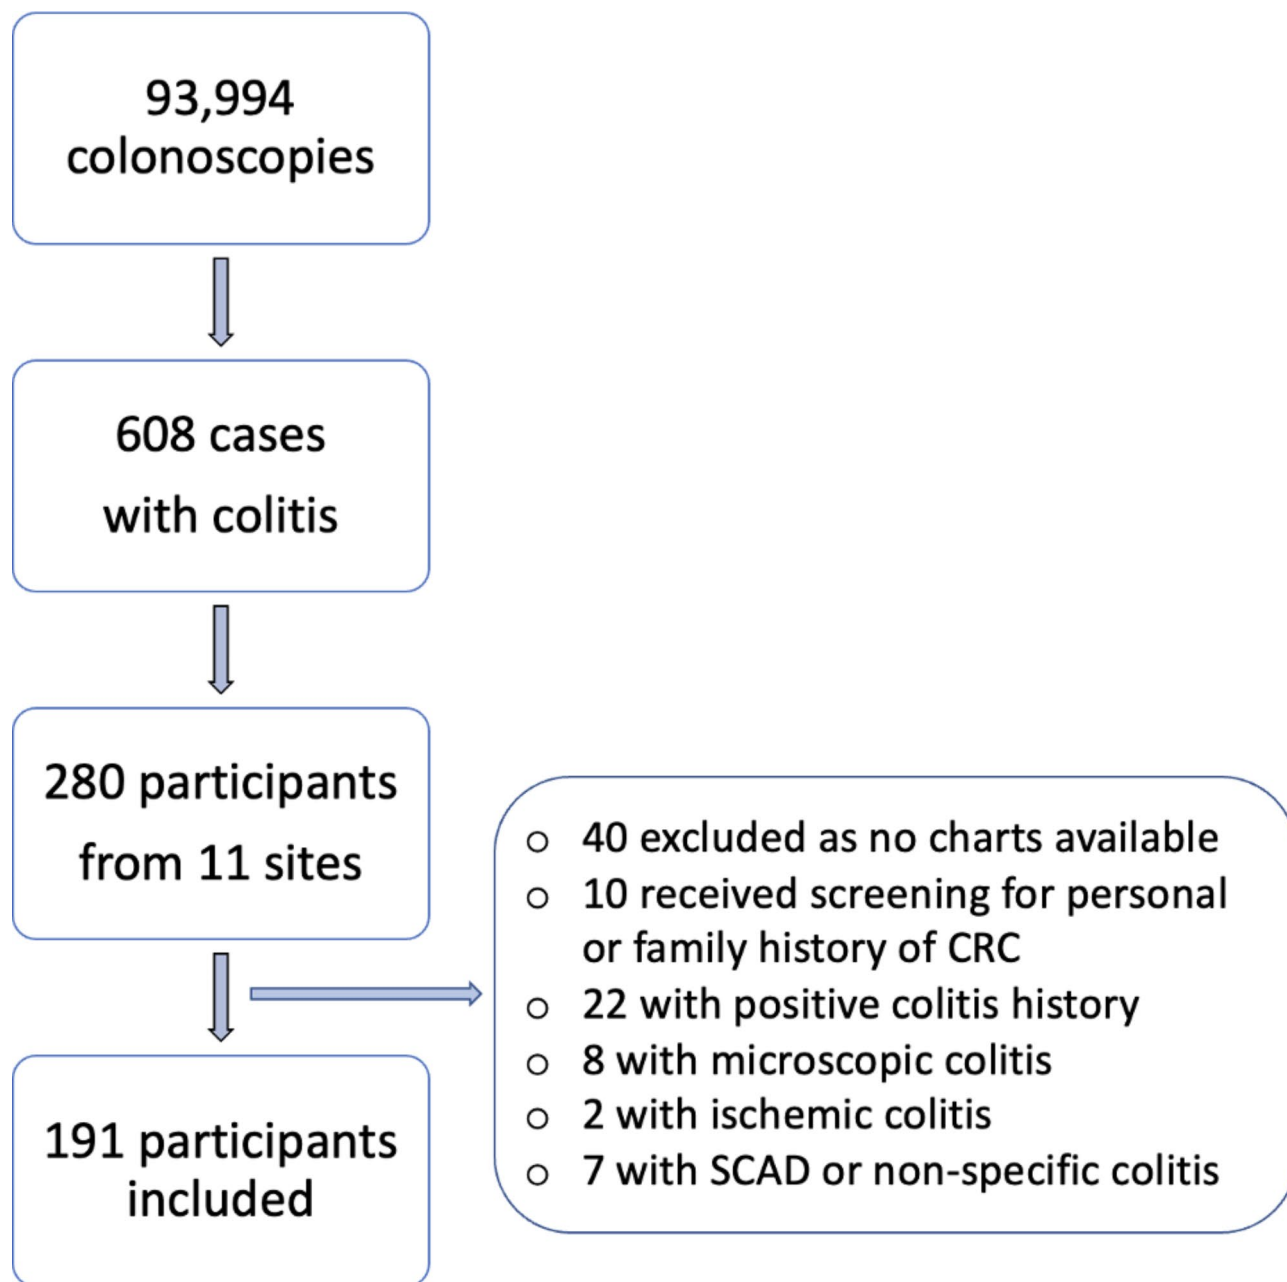 93,994
colonoscopies
608 cases
with colitis
280 participants
from 11 sites
40 excluded as no charts available
10 received screening for personal
or family history of CRC
22 with positive colitis history
8 with microscopic colitis
2 with ischemic colitis
7 with SCAD or non-specific colitis
191 participants
included